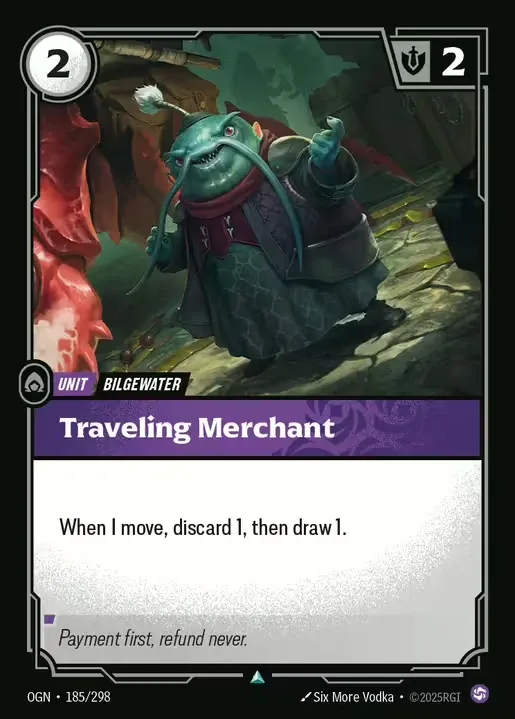 2
2
UNIT BILGEWATER
Traveling Merchant
When I move, discard 1, then draw 1.
Payment first, refund never.
OGN • 185/298 Six More Vodka • ©2025RGI